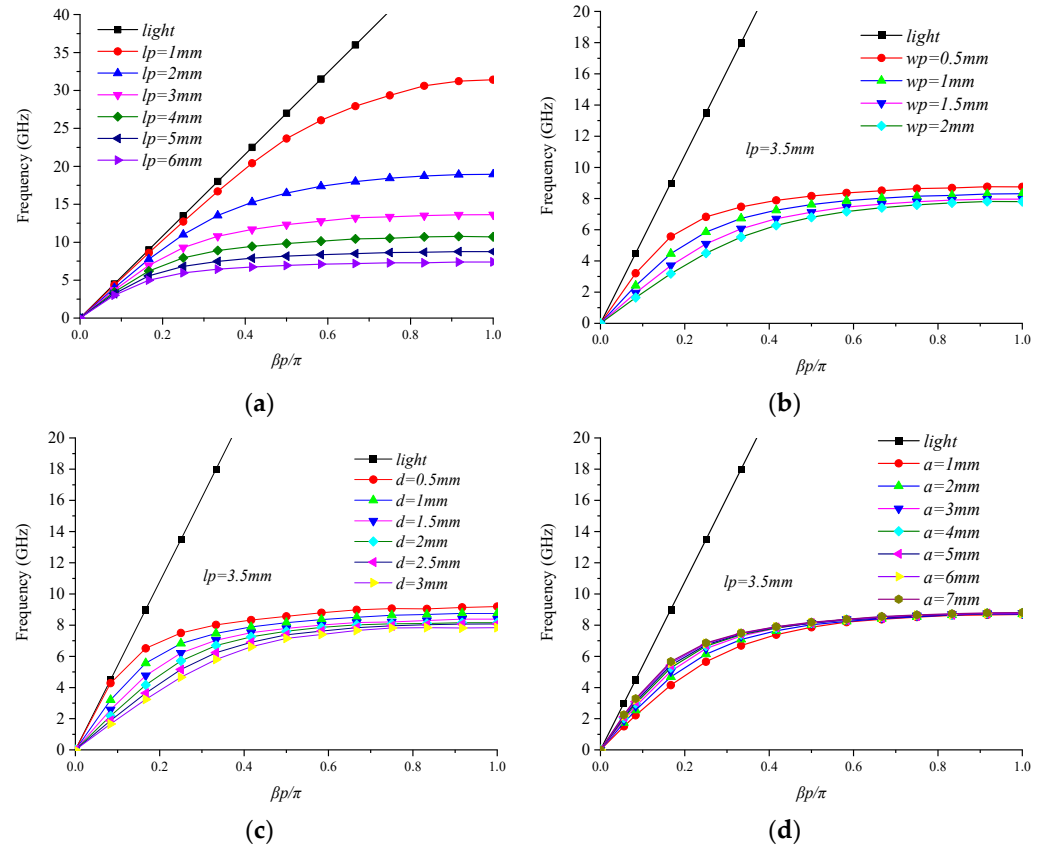 40
35
30
25
20
15
10
5
0
Frequency (GHz)
light
lp=1mm
lp=2mm
lp=3mm
lp=4mm
lp=5mm
lp=6mm
0.0 0.2 0.4 0.6 0.8 1.0
βp/π
(a)
20
18
16
14
12
10
8
6
4
2
0
Frequency (GHz)
light
wp=0.5mm
wp=1mm
wp=1.5mm
wp=2mm
lp=3.5mm
0.0 0.2 0.4 0.6 0.8 1.0
βp/π
(b)
20
18
16
14
12
10
8
6
4
2
0
Frequency (GHz)
light
d=0.5mm
d=1mm
d=1.5mm
d=2mm
d=2.5mm
d=3mm
lp=3.5mm
0.0 0.2 0.4 0.6 0.8 1.0
βp/π
(c)
20
18
16
14
12
10
8
6
4
2
0
Frequency (GHz)
light
a=1mm
a=2mm
a=3mm
a=4mm
a=5mm
a=6mm
a=7mm
lp=3.5mm
0.0 0.2 0.4 0.6 0.8 1.0
βp/π
(d)